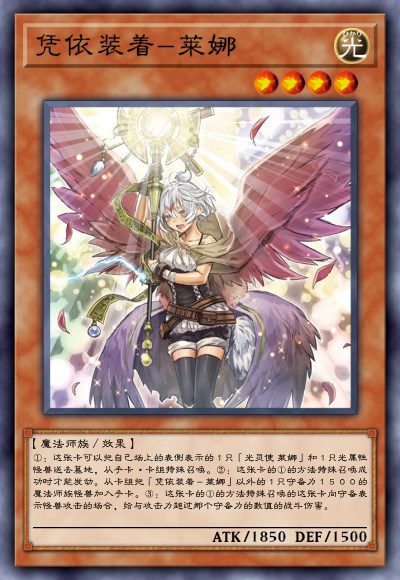 凭依装着－莱娜
ひかり
光
【魔法师族／效果】
①：这张卡可以把自己场上的表侧表示的1只「光灵使 莱娜」和1只光属性
怪兽送去墓地，从手卡·卡组特殊召唤。②：这张卡的①的方法特殊召唤成
功时才能发动。从卡组把「凭依装着－莱娜」以外的1只守备力1500的
魔法师族怪兽加入手卡。③：这张卡的①的方法特殊召唤的这张卡向守备表
示怪兽攻击的场合，给与攻击力超过那个守备力的数值的战斗伤害。
ATK/1850 DEF/1500